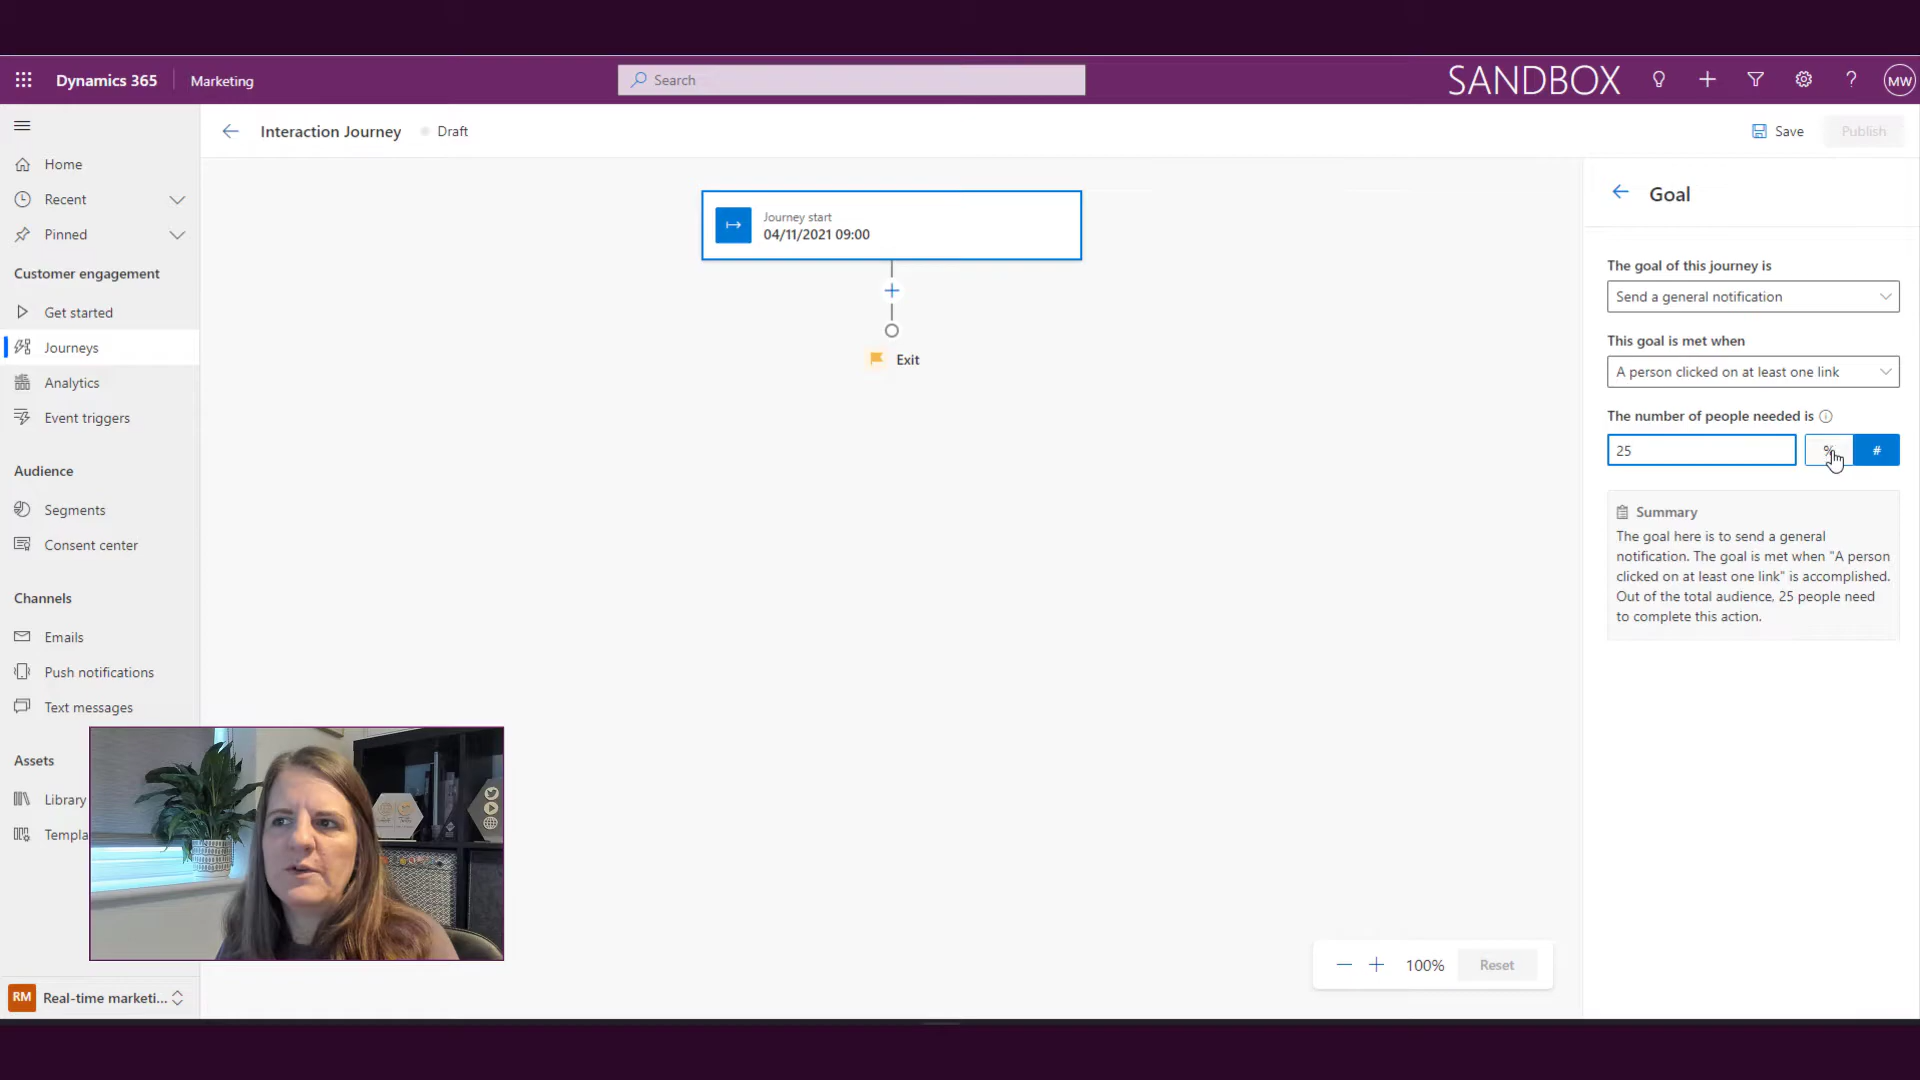 Dynamics 365
Marketing
Search
SANDBOX
MW
Interaction Journey
Draft
Save
Publish
Home
Recent
Pinned
Customer engagement
Get started
Journeys
Analytics
Event triggers
Audience
Segments
Consent center
Channels
Emails
Push notifications
Text messages
Assets
Library
Templa
RM
Real-time marketi...
Journey start
04/11/2021 09:00
Exit
100%
Reset
Goal
The goal of this journey is
Send a general notification
This goal is met when
A person clicked on at least one link
The number of people needed is
25
% #
Summary
The goal here is to send a general
notification. The goal is met when "A person
clicked on at least one link" is accomplished.
Out of the total audience, 25 people need
to complete this action.